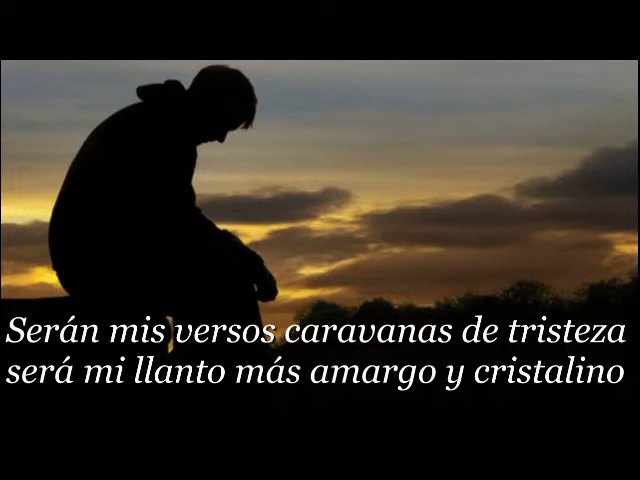 Serán mis versos caravanas de tristeza
será mi llanto más amargo y cristalino